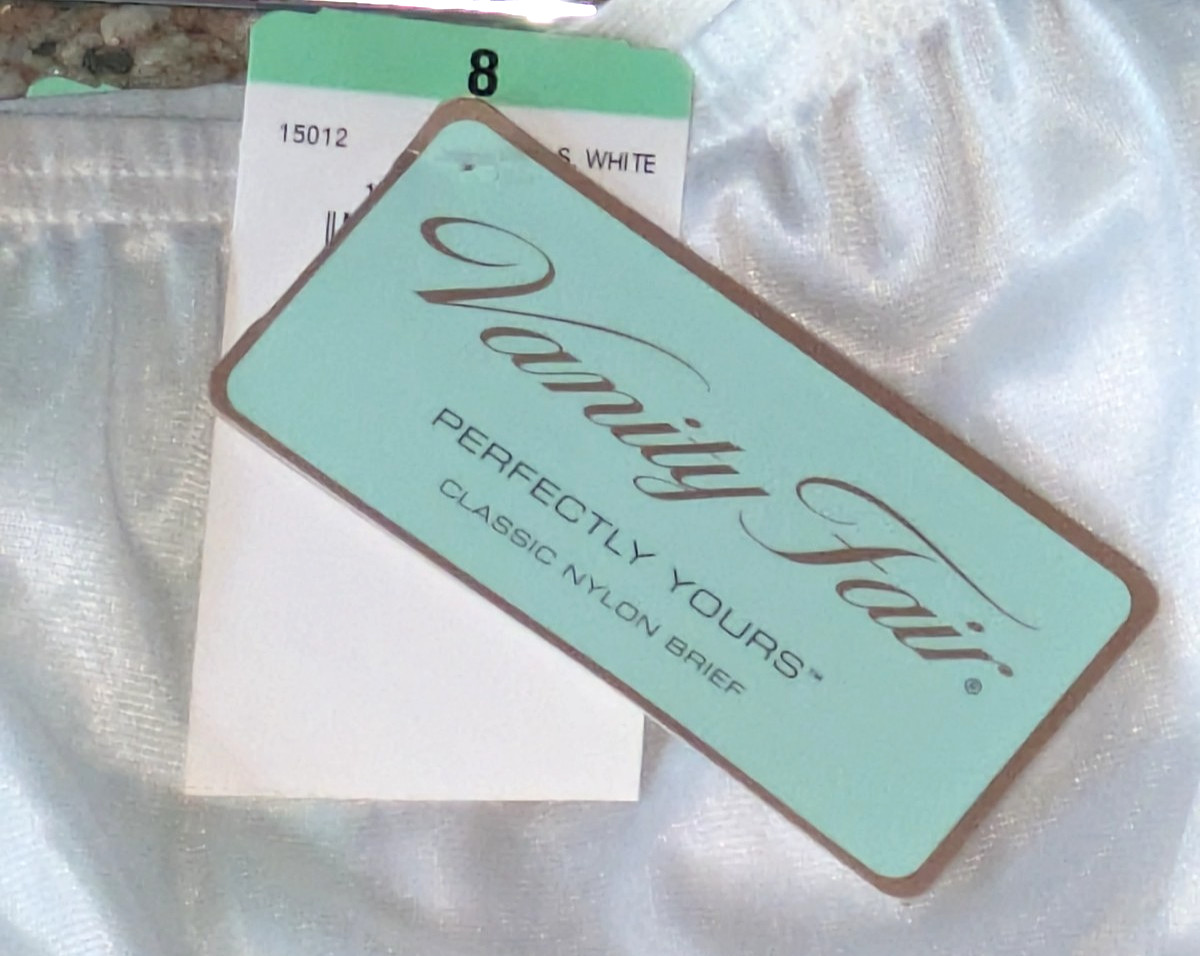 8
15012
S. WHITE
Vanity Fair®
PERFECTLY YOURS™
CLASSIC NYLON BRIEF